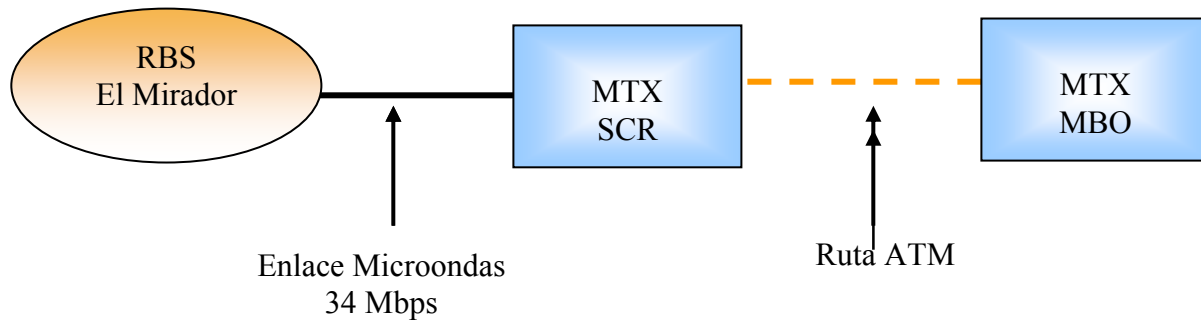 RBS
El Mirador
MTX
SCR
MTX
MBO
Enlace Microondas
34 Mbps
Ruta ATM